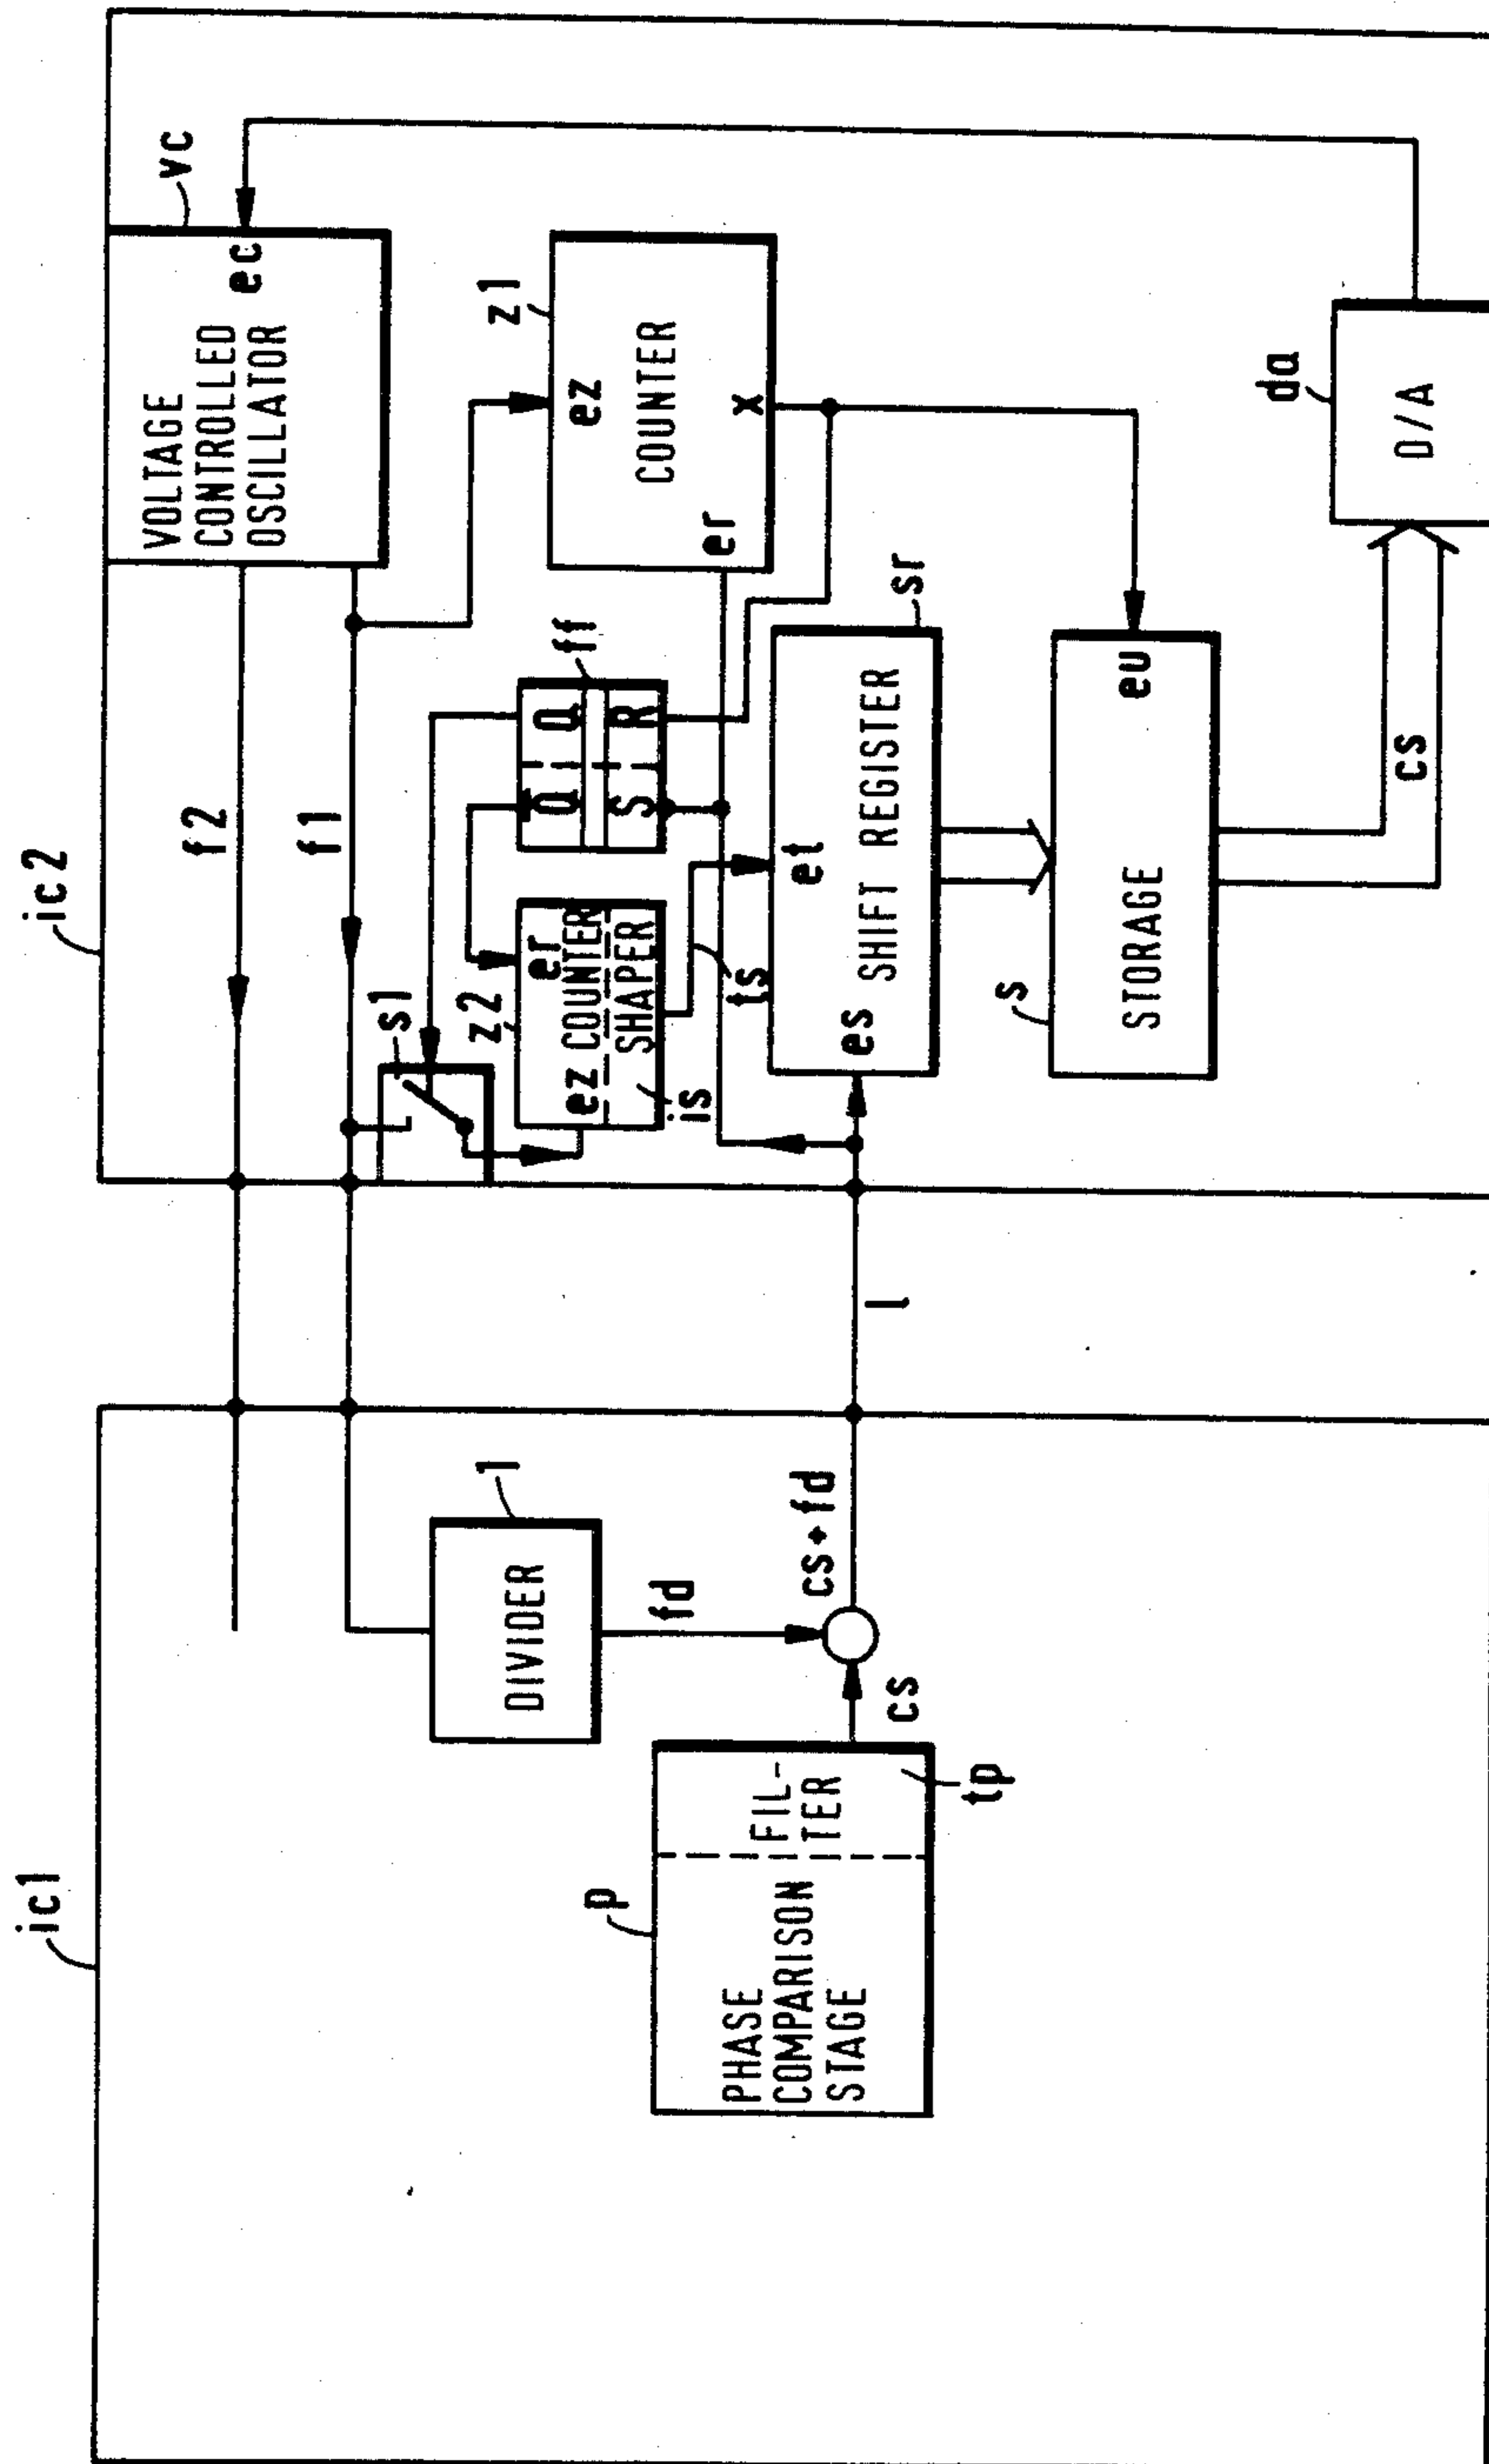 ic1
ic2
f2
f1
VOLTAGE
CONTROLLED
OSCILLATOR
ec
vc
DIVIDER
1
fd
s1
z2
ez
er
COUNTER
SHAPER
is
Q̅
Q
S
R
ff
z1
ez
COUNTER
er
x
p
PHASE
COMPARISON
STAGE
FIL-
TER
tp
cs
cs+fd
l
ts
es
et
SHIFT REGISTER
sr
s
STORAGE
eu
cs
da
D/A